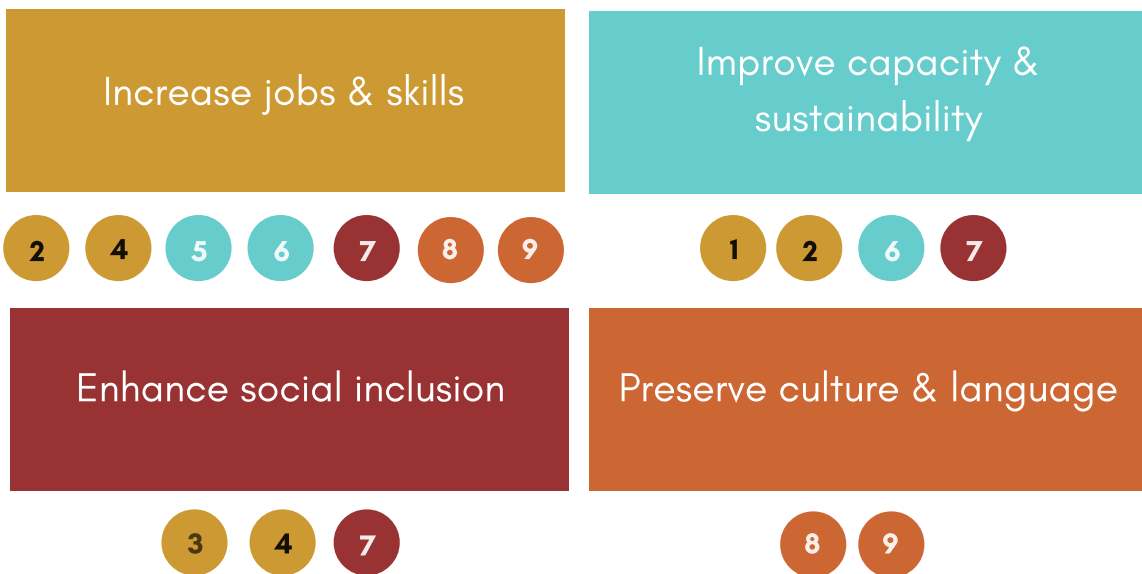 Increase jobs & skills
Improve capacity &
sustainability
2 4 5 6 7 8 9
1 2 6 7
Enhance social inclusion
Preserve culture & language
3 4 7
8 9